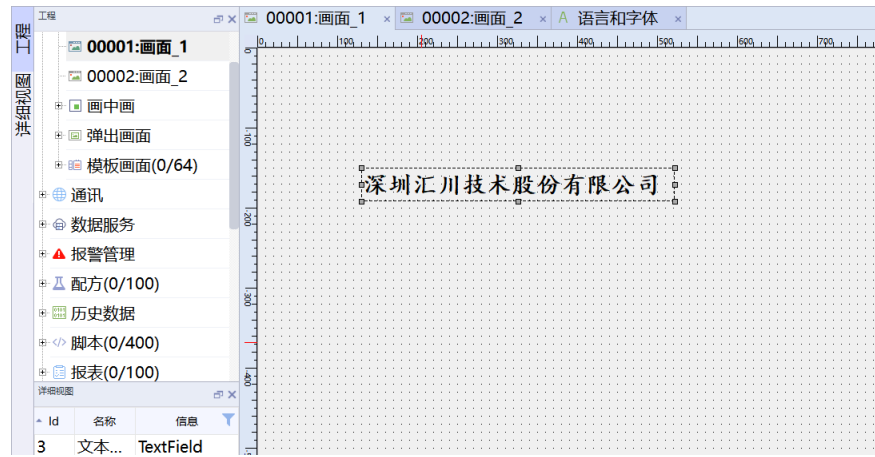 工程
详细视图
工程
00001:画面_1
00002:画面_2
画中画
弹出画面
模板画面(0/64)
通讯
数据服务
报警管理
配方(0/100)
历史数据
脚本(0/400)
报表(0/100)
详细视图
Id 名称 信息
3 文本... TextField
00001:画面_1 × 00002:画面_2 × A 语言和字体 ×
0 100 200 300 400 500 600 700
0
100
200
300
400
深圳汇川技术股份有限公司